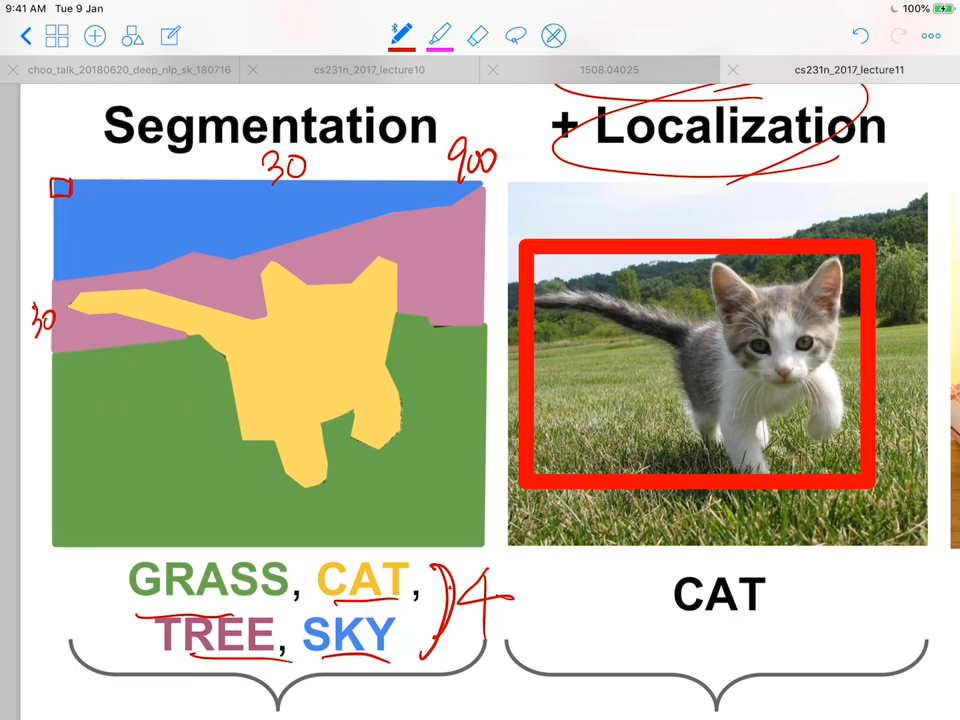 9:41 AM Tue 9 Jan
100%
choo_talk_20180620_deep_nlp_sk_180716
cs231n_2017_lecture10
1508.04025
cs231n_2017_lecture11
Segmentation
+ Localization
30
900
30
GRASS, CAT,
TREE, SKY
4
CAT